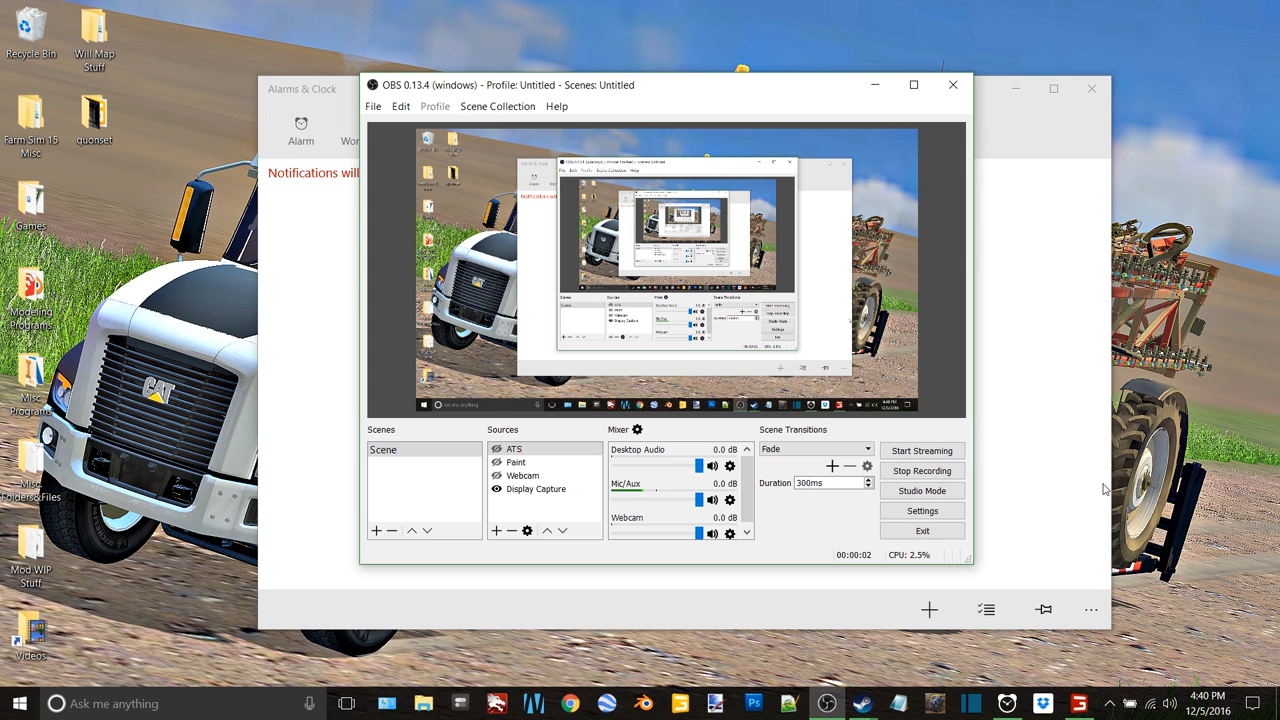 Recycle Bin
Will Map
Stuff
Farm Sim 15
Misc
quonset
Games
Misc
Programs
Misc
Folders&Files
Mod WIP
Stuff
Videos
CAT
Alarms & Clock
Alarm
Wor
Notifications will
OBS 0.13.4 (windows) - Profile: Untitled - Scenes: Untitled
File Edit Profile Scene Collection Help
Scenes
Scene
Sources
ATS
Paint
Webcam
Display Capture
Mixer
Desktop Audio 0.0 dB
Mic/Aux 0.0 dB
Webcam 0.0 dB
Scene Transitions
Fade
Duration 300ms
Start Streaming
Stop Recording
Studio Mode
Settings
Exit
00:00:02 CPU: 2.5%
Ask me anything
Ps
4:40 PM
12/5/2016